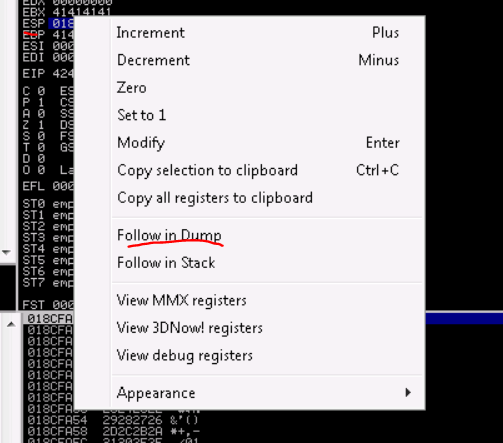 EDX 00000000
EBX 41414141
ESP 018
EBP 414
ESI 000
EDI 000
EIP 424
C 0 ES
P 1 CS
A 0 SS
Z 1 DS
S 0 FS
T 0 GS
D 0
O 0 La
EFL 000
ST0 emp
ST1 emp
ST2 emp
ST3 emp
ST4 emp
ST5 emp
ST6 emp
ST7 emp
FST 000
Increment Plus
Decrement Minus
Zero
Set to 1
Modify Enter
Copy selection to clipboard Ctrl+C
Copy all registers to clipboard
Follow in Dump
Follow in Stack
View MMX registers
View 3DNow! registers
View debug registers
Appearance
018CFA
018CFA
018CFA
018CFA
018CFA
018CFA
018CFA
018CFA
018CFA54 29282726 &'()
018CFA58 2D2C2B2A *+,-